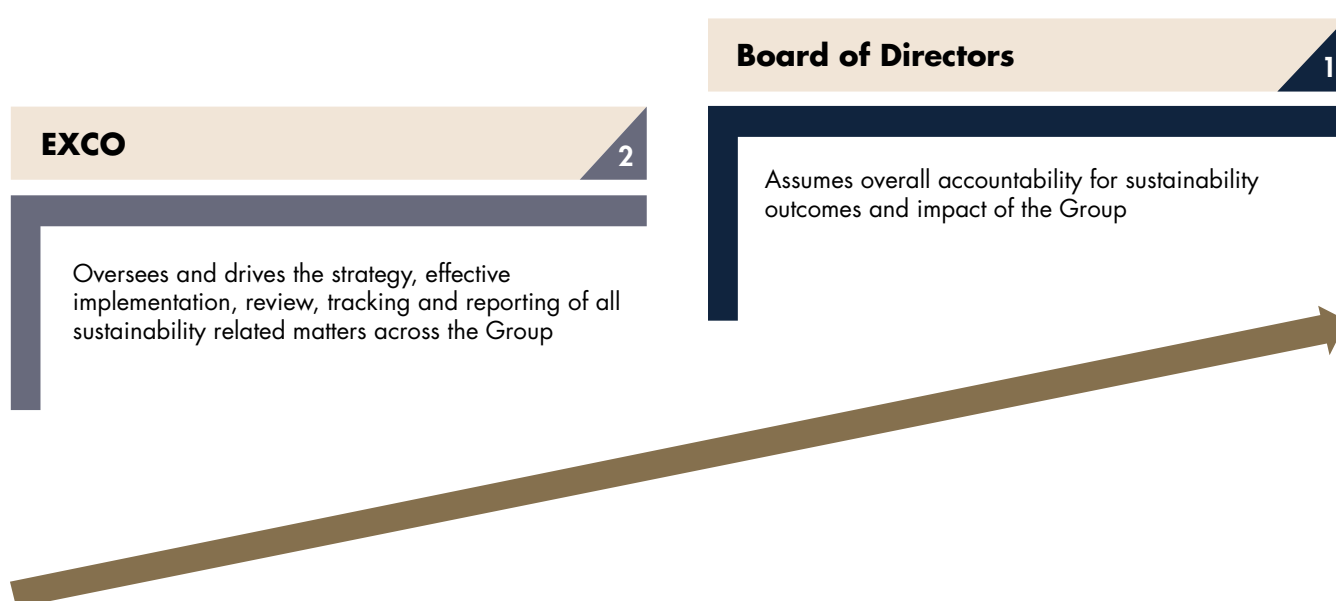 Board of Directors
1
Assumes overall accountability for sustainability
outcomes and impact of the Group
EXCO
2
Oversees and drives the strategy, effective
implementation, review, tracking and reporting of all
sustainability related matters across the Group